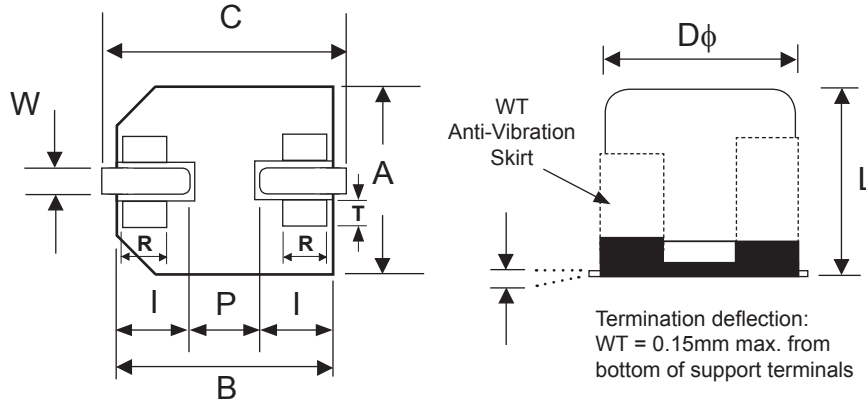 C
W
A
T
R
R
I
P
I
B
Dϕ
WT
Anti-Vibration
Skirt
L
Termination deflection:
WT = 0.15mm max. from
bottom of support terminals